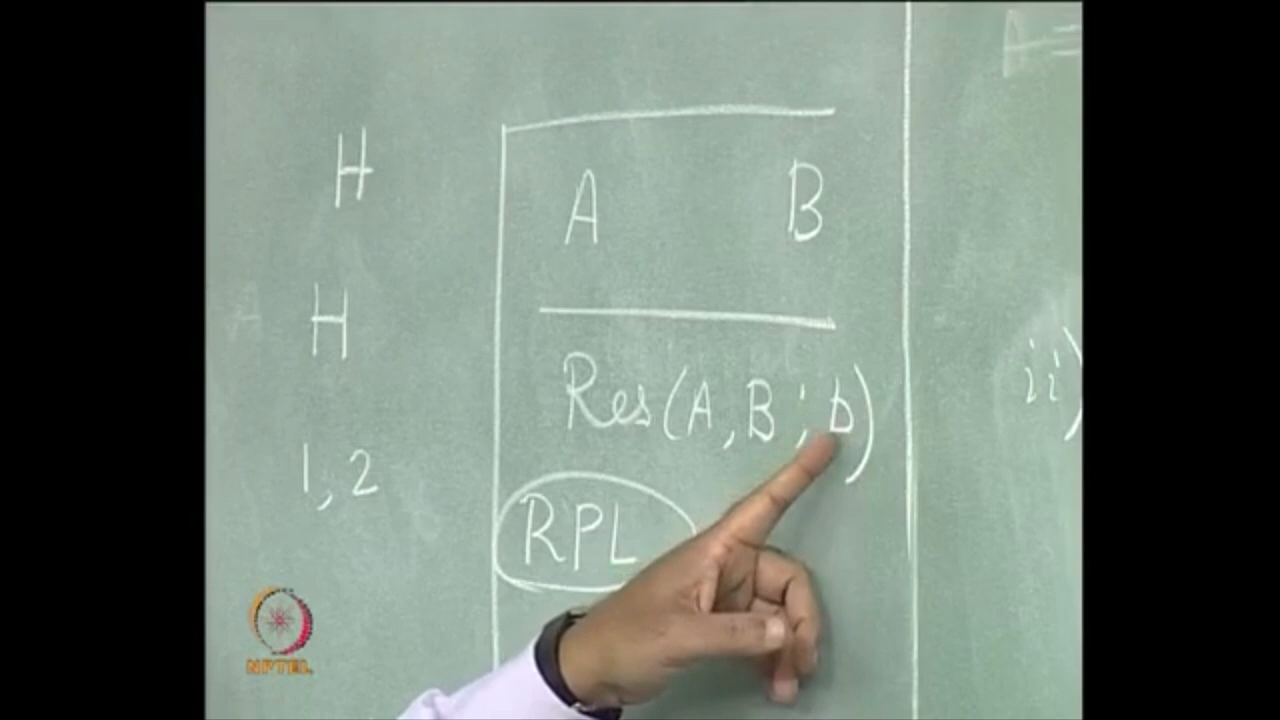 H
A B
H
Res(A, B; b)
1, 2
RPL
ii)
NPTEL